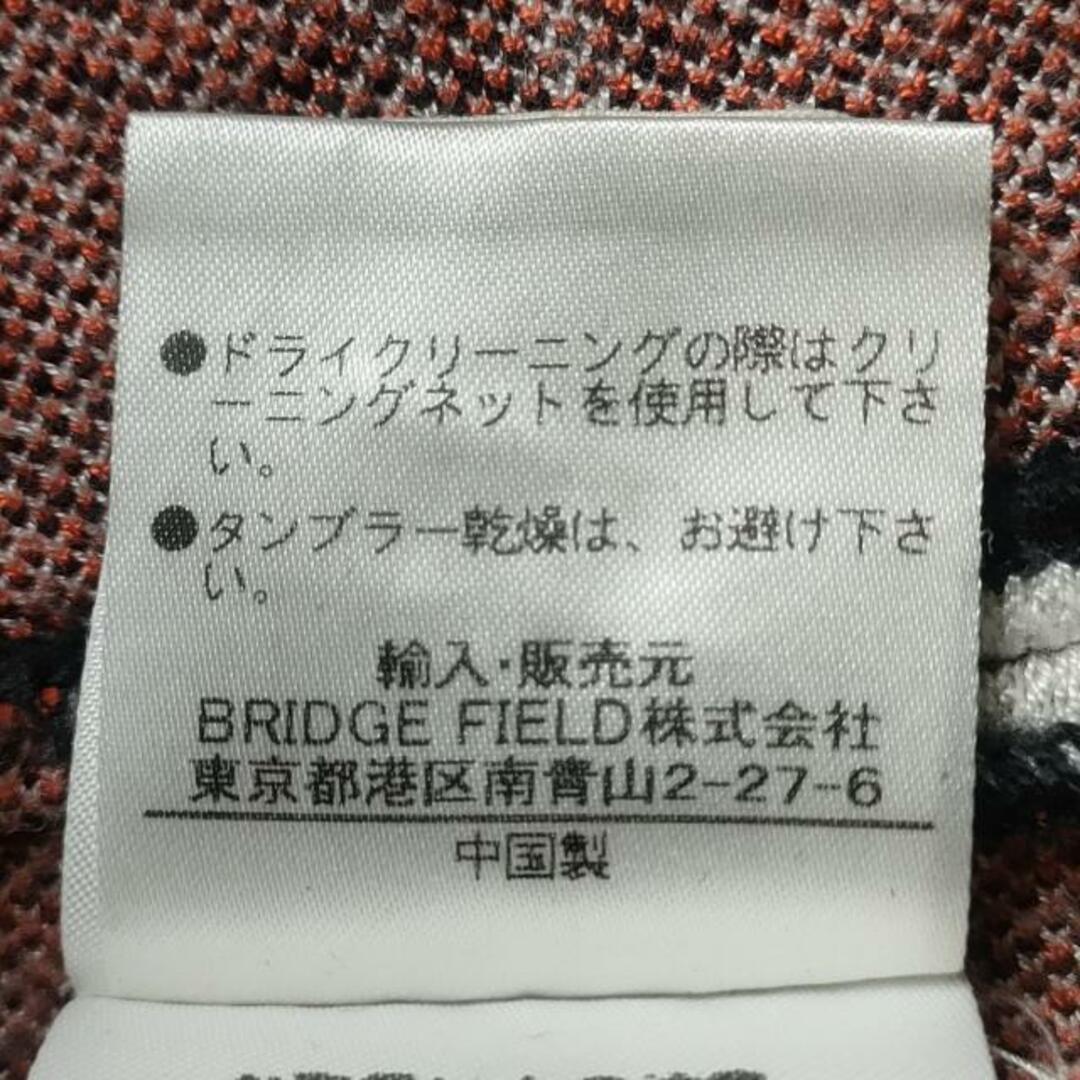 ●ドライクリーニングの際はクリ
ーニングネットを使用して下さ
い。
●タンブラー乾燥は、お避け下さ
い。
輸入・販売元
BRIDGE FIELD株式会社
東京都港区南青山2-27-6
中国製